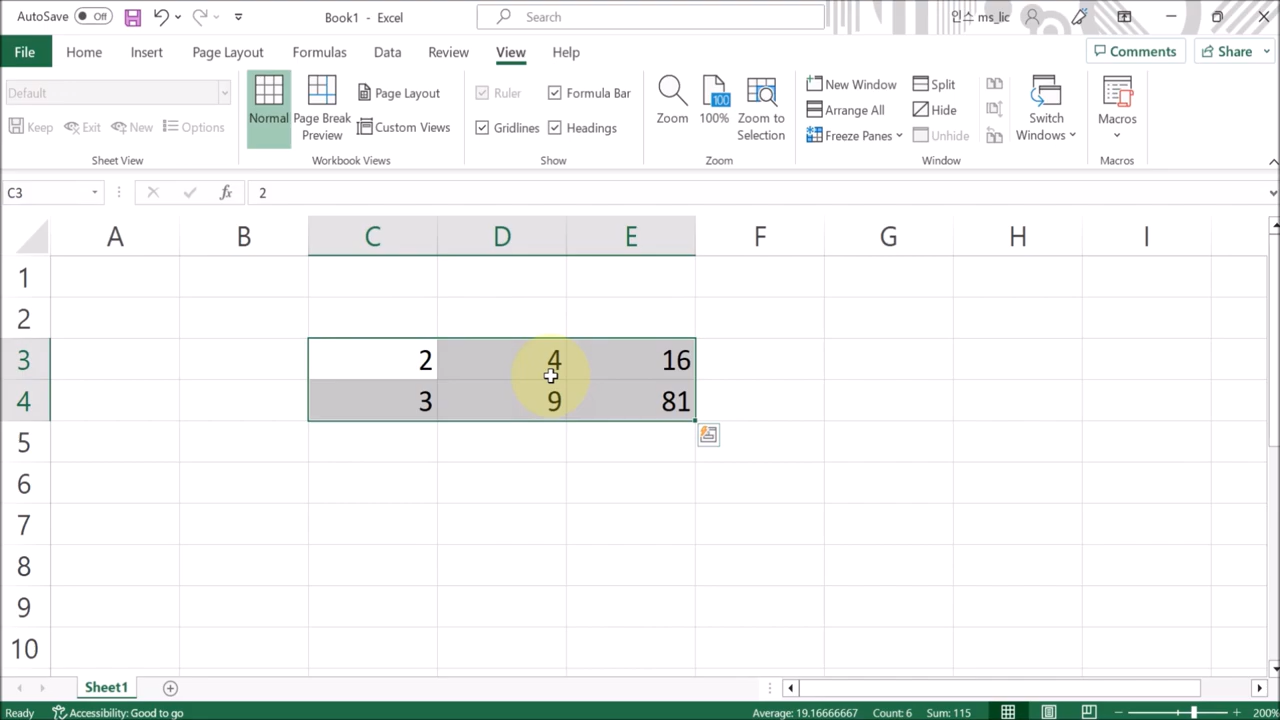 AutoSave Off Book1 - Excel Search 인스 ms_lic
File Home Insert Page Layout Formulas Data Review View Help Comments Share
Default
Keep Exit New Options
Sheet View
Normal
Page Break Preview
Page Layout
Custom Views
Workbook Views
Ruler Formula Bar
Gridlines Headings
Show
Zoom
100
100%
Zoom to Selection
Zoom
New Window
Arrange All
Freeze Panes
Split
Hide
Unhide
Switch Windows
Window
Macros
Macros
C3 fx 2
A B C D E F G H I
1
2
3 2 4 16
4 3 9 81
5
6
7
8
9
10
Sheet1
Ready Accessibility: Good to go Average: 19.16666667 Count: 6 Sum: 115 200%